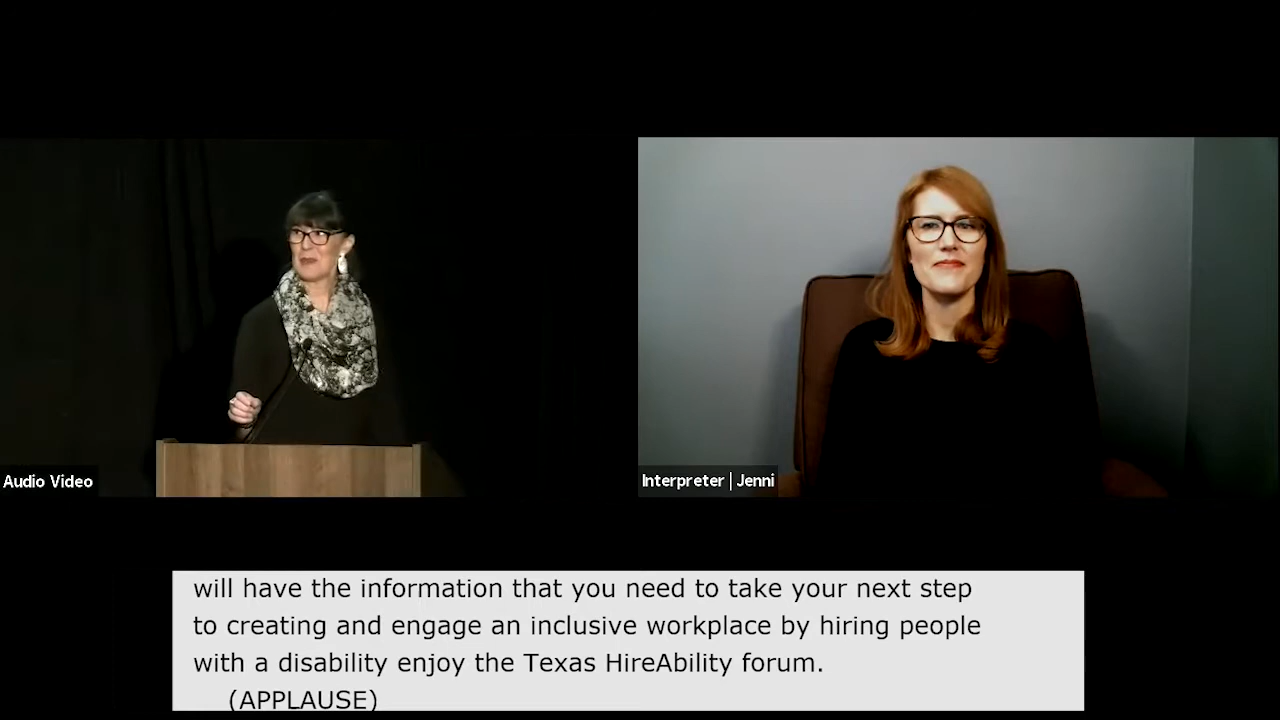 Audio Video
Interpreter | Jenni
will have the information that you need to take your next step
to creating and engage an inclusive workplace by hiring people
with a disability enjoy the Texas HireAbility forum.
(APPLAUSE)